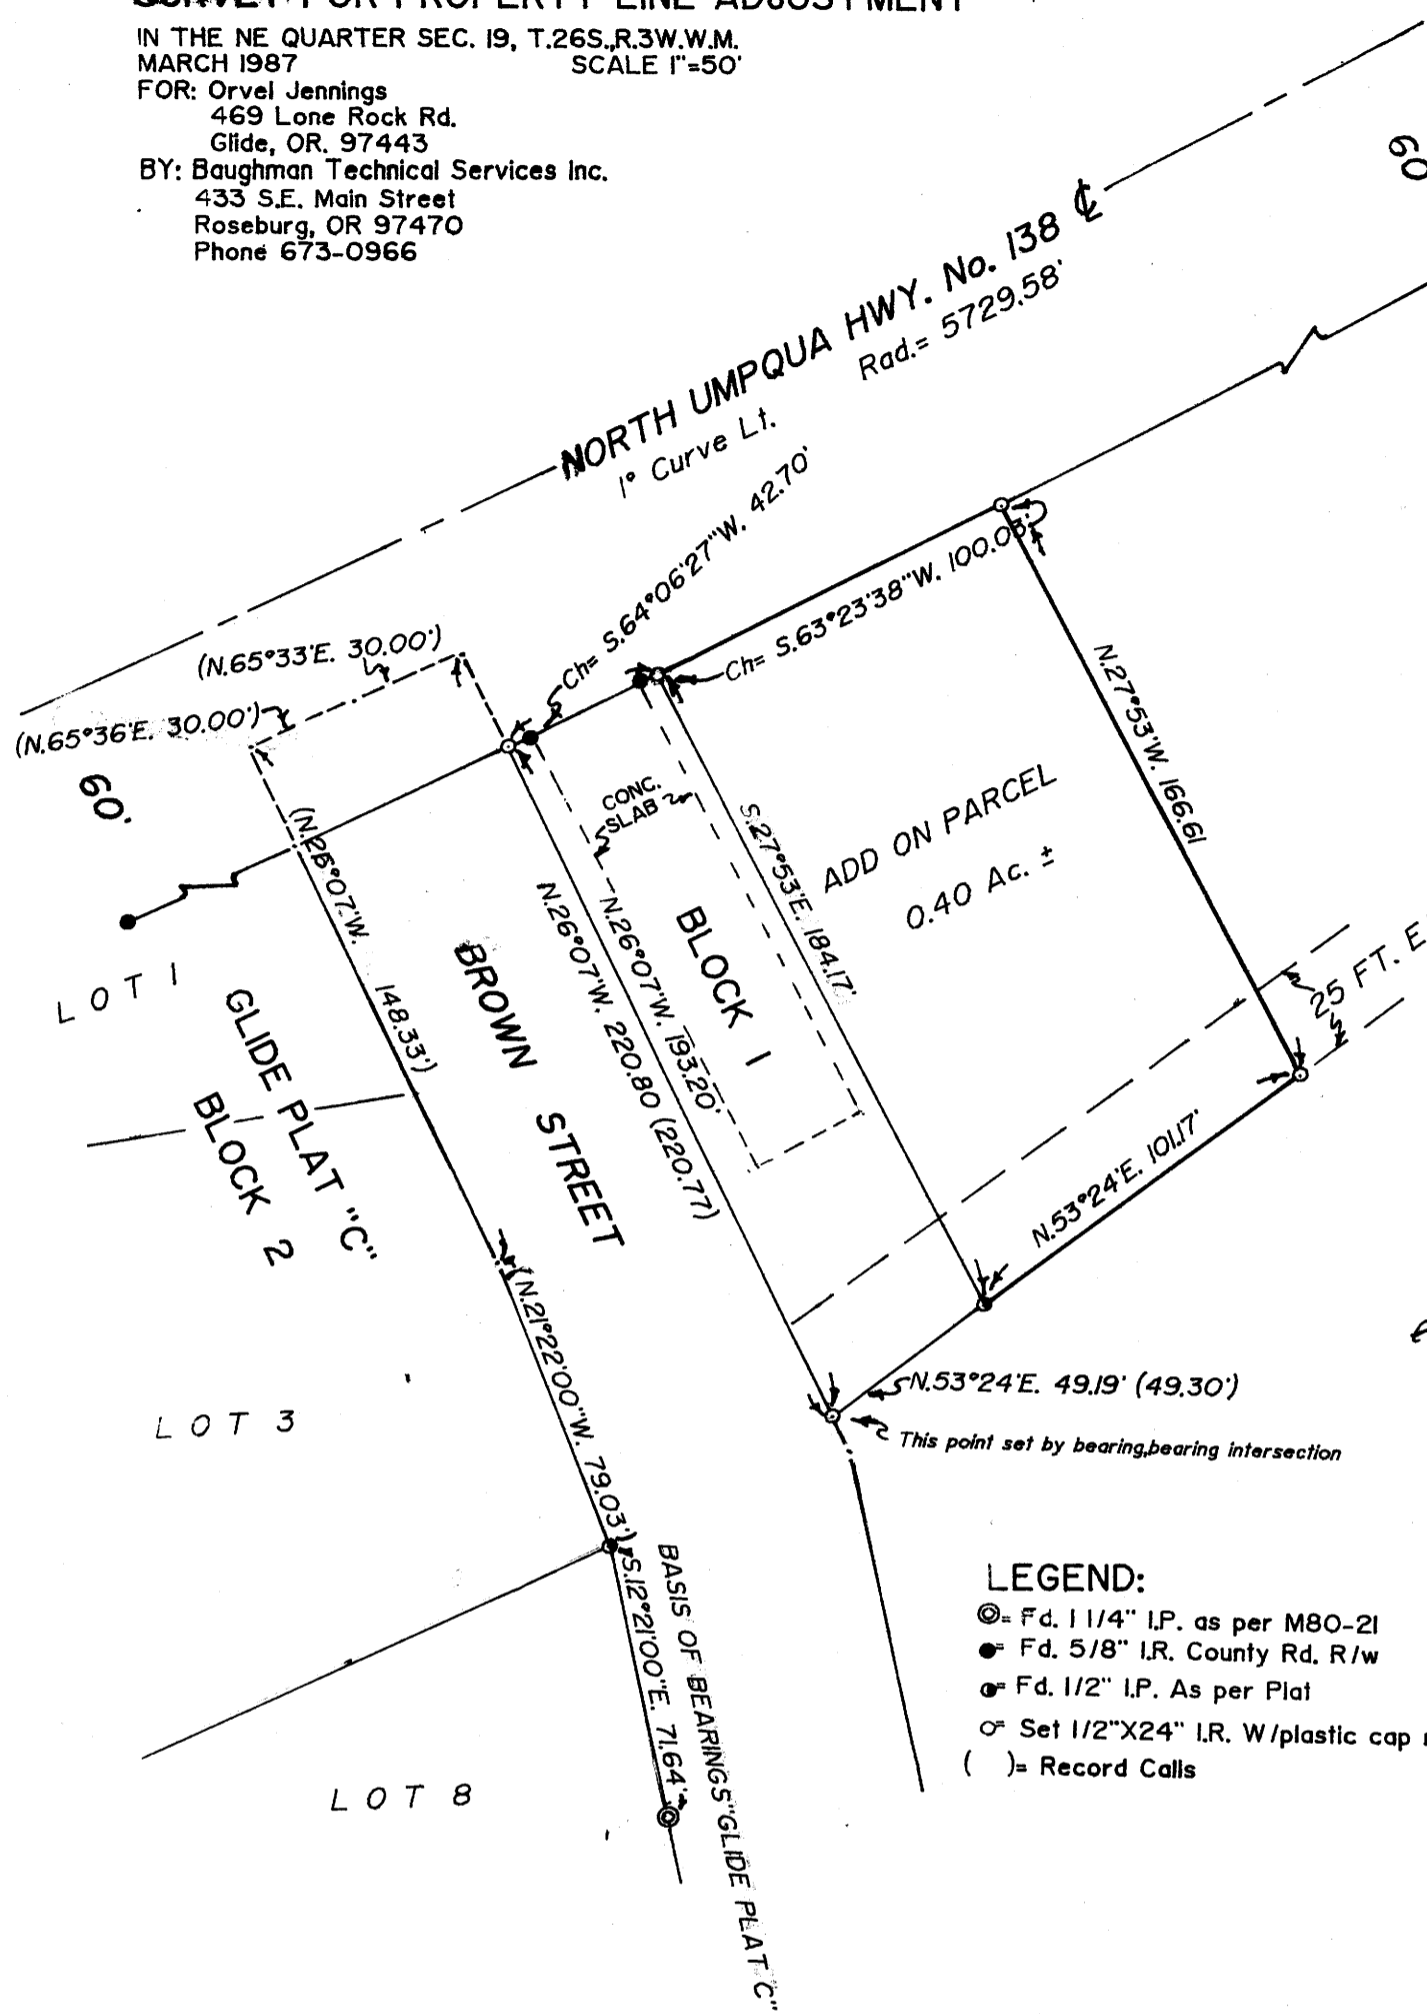 SURVEY FOR PROPERTY LINE ADJUSTMENT
IN THE NE QUARTER SEC. 19, T.26S.,R.3W.W.M.
MARCH 1987 SCALE 1"=50'
FOR: Orvel Jennings
469 Lone Rock Rd.
Glide, OR. 97443
BY: Baughman Technical Services Inc.
433 S.E. Main Street
Roseburg, OR 97470
Phone 673-0966
60
NORTH UMPQUA HWY. No. 138 ℄
1° Curve Lt.
Rad.= 5729.58'
Ch= S.64°06'27"W. 42.70'
Ch= S.63°23'38"W. 100.03'
(N.65°33'E. 30.00')
(N.65°36'E. 30.00')
60'
(N.26°07'W. 148.33')
N.27°53'W. 166.61
CONC.
SLAB
S.27°53'E. 184.17'
ADD ON PARCEL
0.40 Ac. ±
BLOCK 1
N.26°07'W. 193.20'
N.26°07'W. 220.80 (220.77)
BROWN STREET
LOT 1
GLIDE PLAT "C"
BLOCK 2
25 FT. E
N.53°24'E. 101.17'
N.53°24'E. 49.19' (49.30')
This point set by bearing,bearing intersection
(N.21°22'00"W. 79.03')
LOT 3
S.12°21'00"E. 71.64'
BASIS OF BEARINGS"GLIDE PLAT C"
LOT 8
LEGEND:
◎= Fd. 1 1/4" I.P. as per M80-21
●= Fd. 5/8" I.R. County Rd. R/w
= Fd. 1/2" I.P. As per Plat
○= Set 1/2"X24" I.R. W/plastic cap
( )= Record Calls